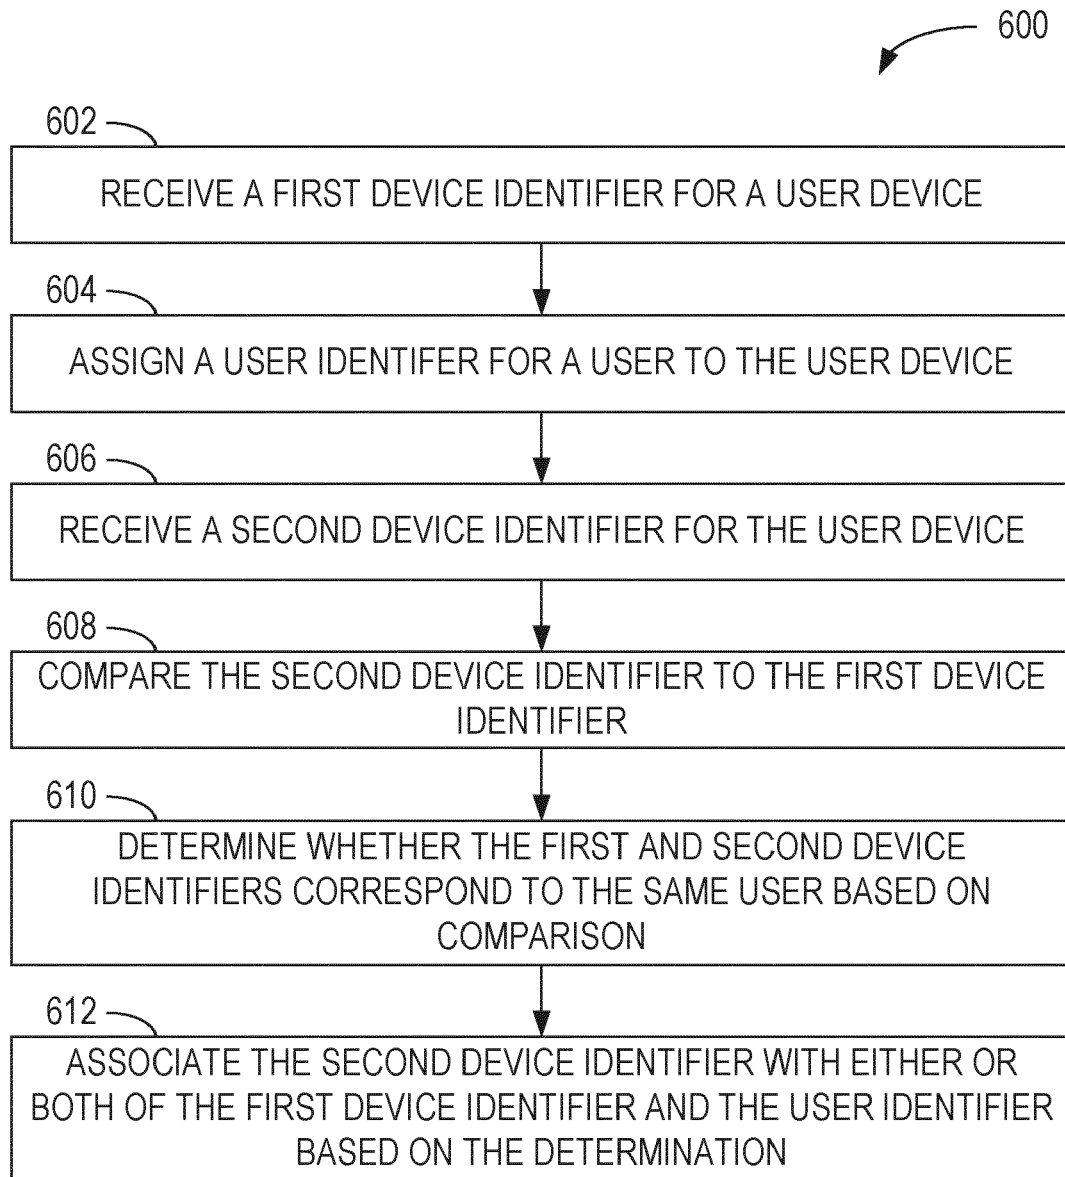 600
602
RECEIVE A FIRST DEVICE IDENTIFIER FOR A USER DEVICE
604
ASSIGN A USER IDENTIFER FOR A USER TO THE USER DEVICE
606
RECEIVE A SECOND DEVICE IDENTIFIER FOR THE USER DEVICE
608
COMPARE THE SECOND DEVICE IDENTIFIER TO THE FIRST DEVICE
IDENTIFIER
610
DETERMINE WHETHER THE FIRST AND SECOND DEVICE
IDENTIFIERS CORRESPOND TO THE SAME USER BASED ON
COMPARISON
612
ASSOCIATE THE SECOND DEVICE IDENTIFIER WITH EITHER OR
BOTH OF THE FIRST DEVICE IDENTIFIER AND THE USER IDENTIFIER
BASED ON THE DETERMINATION